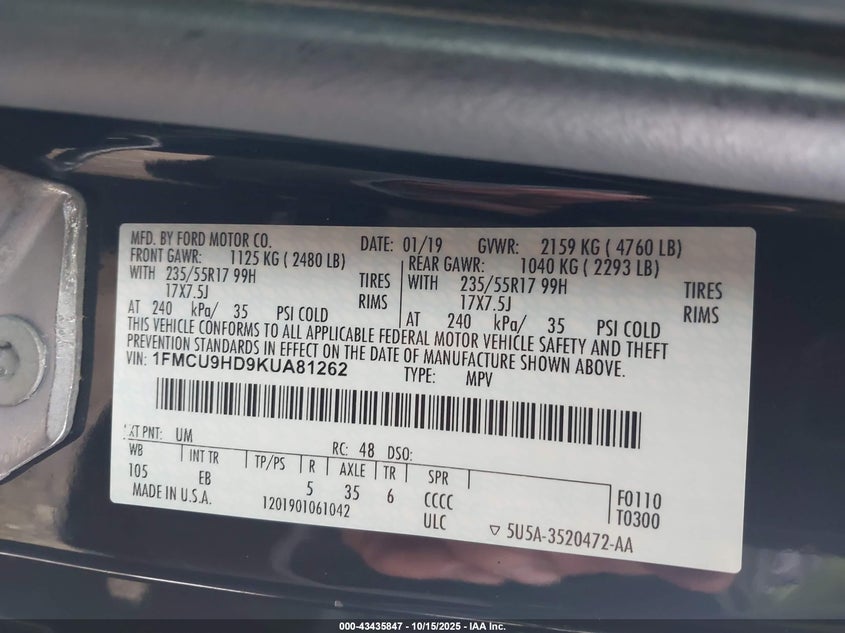 MFD. BY FORD MOTOR CO. DATE: 01/19 GVWR: 2159 KG ( 4760 LB)
FRONT GAWR: 1125 KG ( 2480 LB) REAR GAWR: 1040 KG ( 2293 LB)
WITH 235/55R17 99H TIRES WITH 235/55R17 99H TIRES
17X7.5J RIMS 17X7.5J RIMS
AT 240 kPa/ 35 PSI COLD AT 240 kPa/ 35 PSI COLD
THIS VEHICLE CONFORMS TO ALL APPLICABLE FEDERAL MOTOR VEHICLE SAFETY AND THEFT
PREVENTION STANDARDS IN EFFECT ON THE DATE OF MANUFACTURE SHOWN ABOVE.
VIN: 1FMCU9HD9KUA81262 TYPE: MPV
XT PNT: UM RC: 48 DSO:
WB INT TR TP/PS R AXLE TR SPR
105 EB 5 35 6 CCCC F0110
MADE IN U.S.A. 1201901061042 ULC T0300
▽ 5U5A-3520472-AA
000-43435847 - 10/15/2025 - IAA Inc.